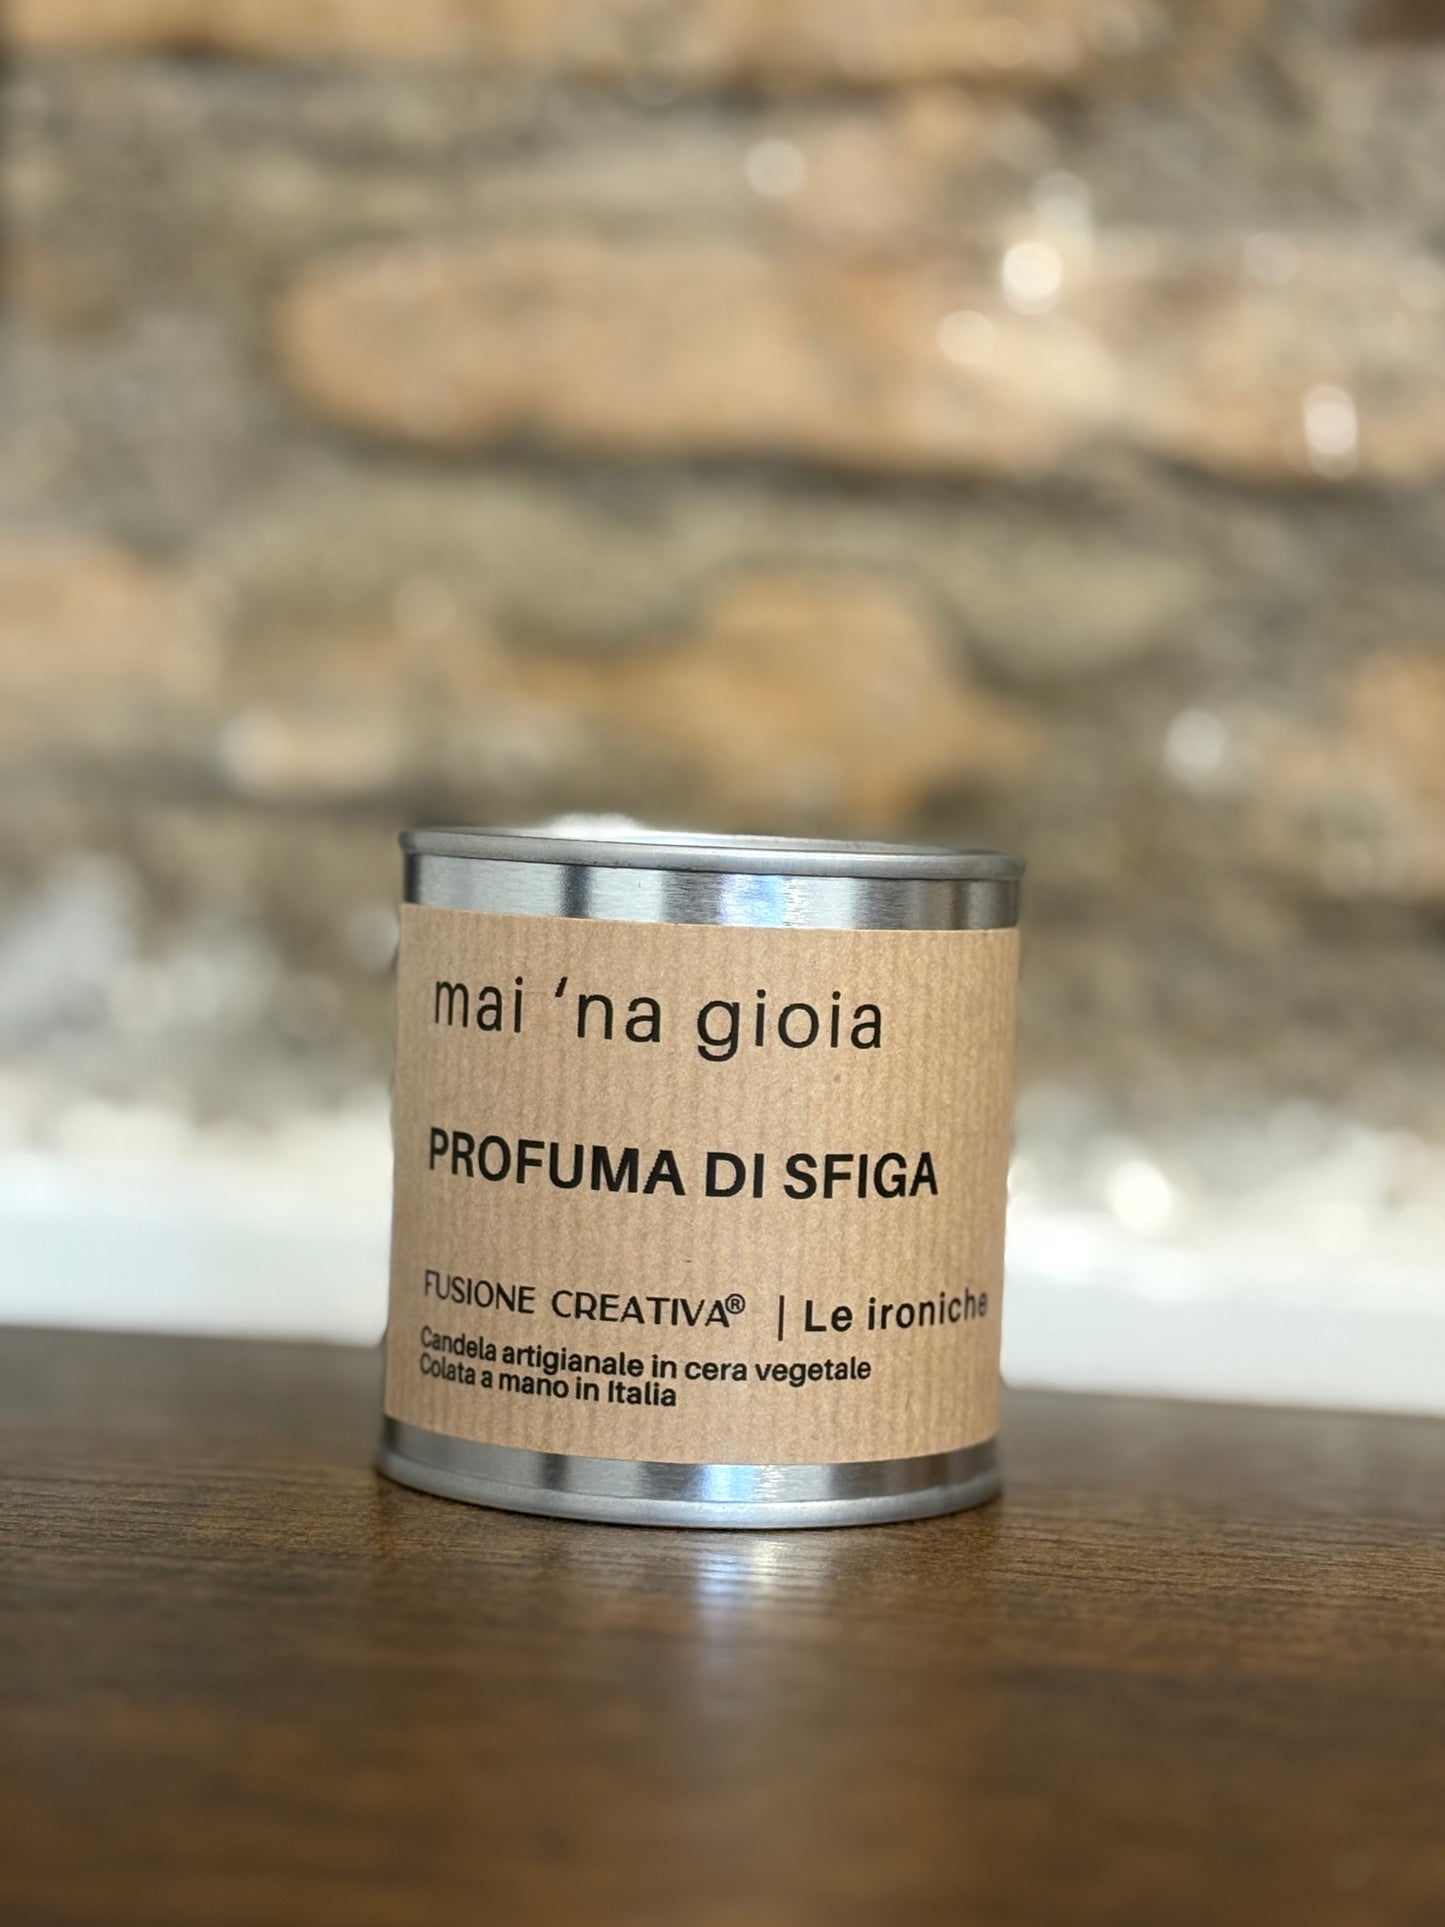 mai ‘na gioia
PROFUMA DI SFIGA
FUSIONE CREATIVA® | Le ironiche
Candela artigianale in cera vegetale
Colata a mano in Italia